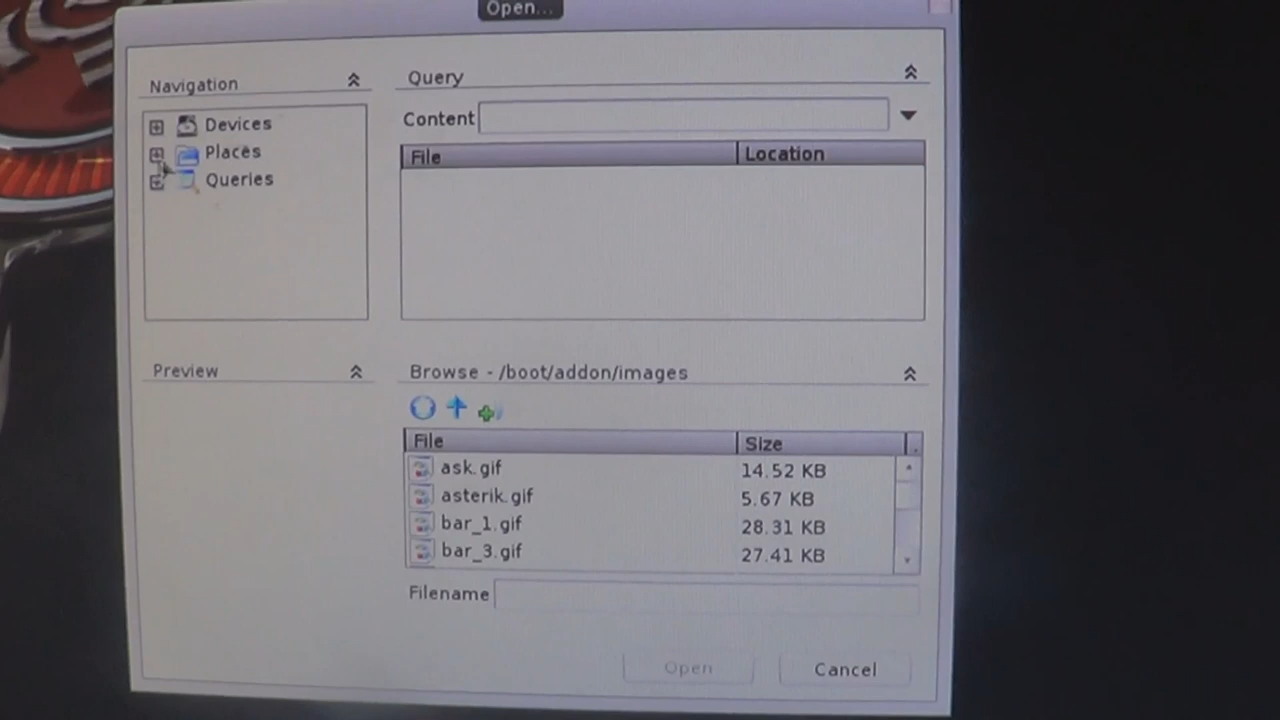 Open...
Navigation
Devices
Places
Queries
Query
Content
File Location
Preview
Browse - /boot/addon/images
File Size
ask.gif 14.52 KB
asterik.gif 5.67 KB
bar_1.gif 28.31 KB
bar_3.gif 27.41 KB
Filename
Open Cancel